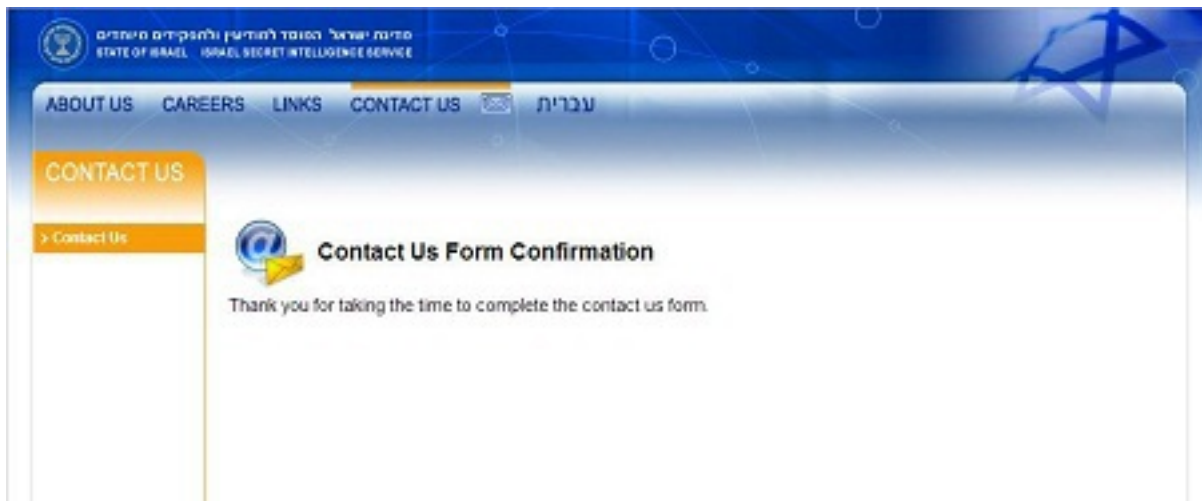 מדינת ישראל המוסד למודיעין ולתפקידים מיוחדים
STATE OF ISRAEL ISRAEL SECRET INTELLIGENCE SERVICE
ABOUT US CAREERS LINKS CONTACT US עברית
CONTACT US
> Contact Us
Contact Us Form Confirmation
Thank you for taking the time to complete the contact us form.